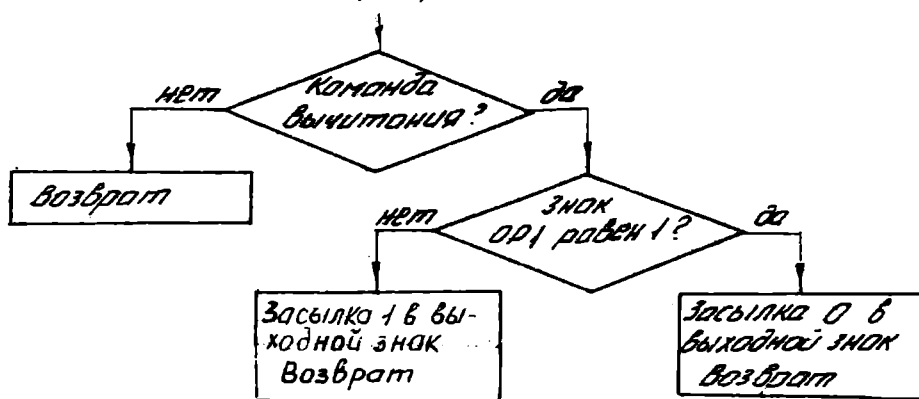 Команда
вычитания?
нет
да
Возврат
Знак
op1 равен 1?
нет
да
Засылка 1 в вы-
ходной знак
Возврат
Засылка 0 в
выходной знак
Возврат